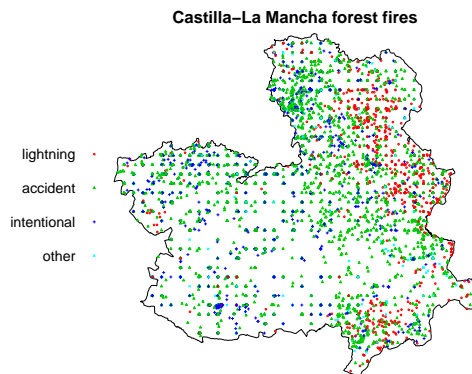 Castilla–La Mancha forest fires
lightning
accident
intentional
other